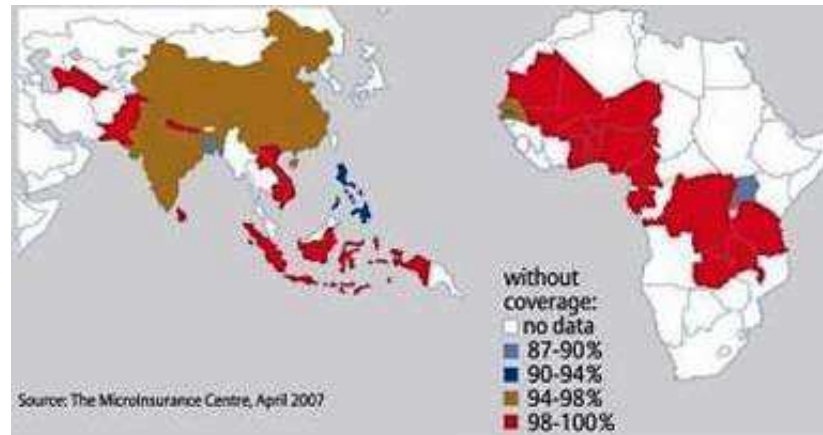 without
coverage:
no data
87-90%
90-94%
94-98%
98-100%
Source: The MicroInsurance Centre, April 2007